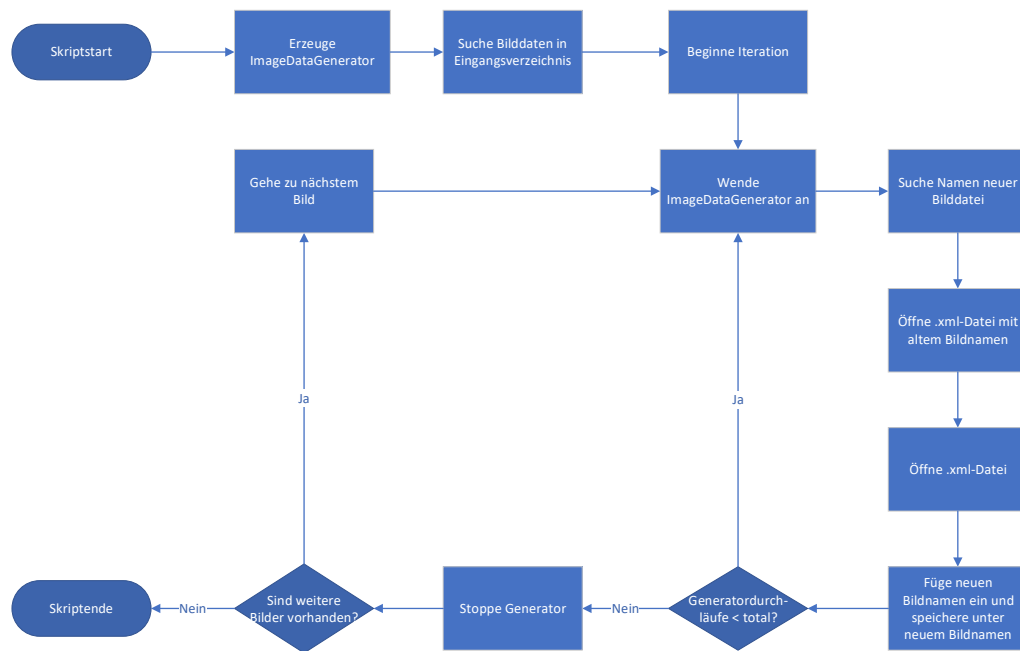 Skriptstart
Erzeuge
ImageDataGenerator
Suche Bilddaten in
Eingangsverzeichnis
Beginne Iteration
Gehe zu nächstem
Bild
Wende
ImageDataGenerator an
Suche Namen neuer
Bilddatei
Öffne .xml-Datei mit
altem Bildnamen
Ja
Ja
Öffne .xml-Datei
Skriptende
Nein
Sind weitere
Bilder vorhanden?
Stoppe Generator
Nein
Generatordurch-
läufe < total?
Füge neuen
Bildnamen ein und
speichere unter
neuem Bildnamen